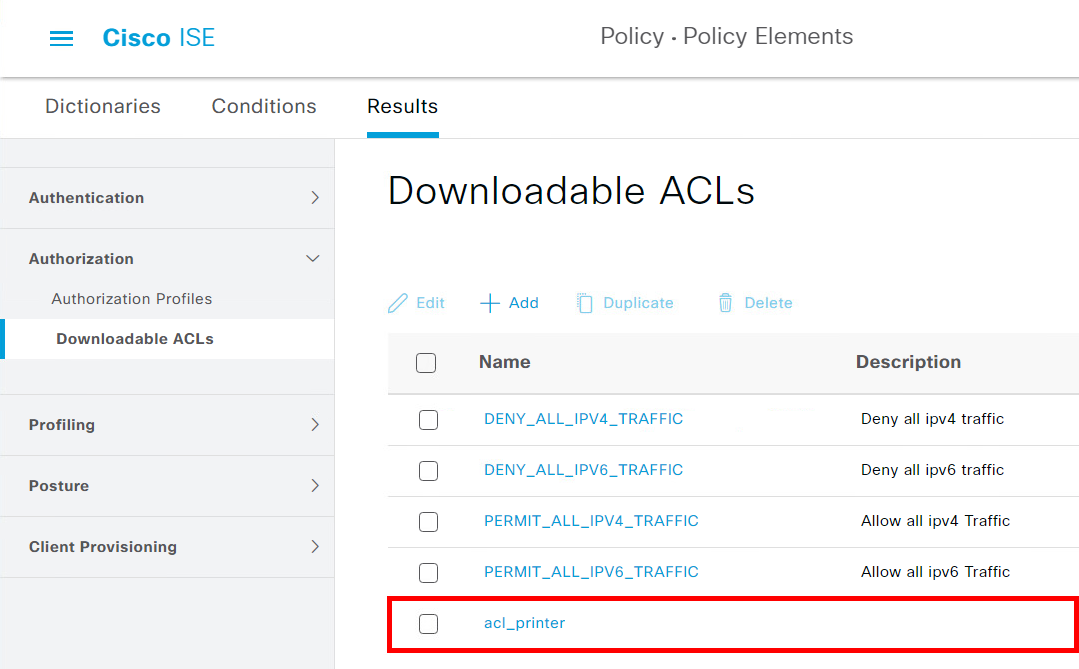 Cisco ISE
Policy · Policy Elements
Dictionaries Conditions Results
Authentication
Authorization
Authorization Profiles
Downloadable ACLs
Profiling
Posture
Client Provisioning
Downloadable ACLs
Edit Add Duplicate Delete
Name Description
DENY_ALL_IPV4_TRAFFIC Deny all ipv4 traffic
DENY_ALL_IPV6_TRAFFIC Deny all ipv6 traffic
PERMIT_ALL_IPV4_TRAFFIC Allow all ipv4 Traffic
PERMIT_ALL_IPV6_TRAFFIC Allow all ipv6 Traffic
acl_printer